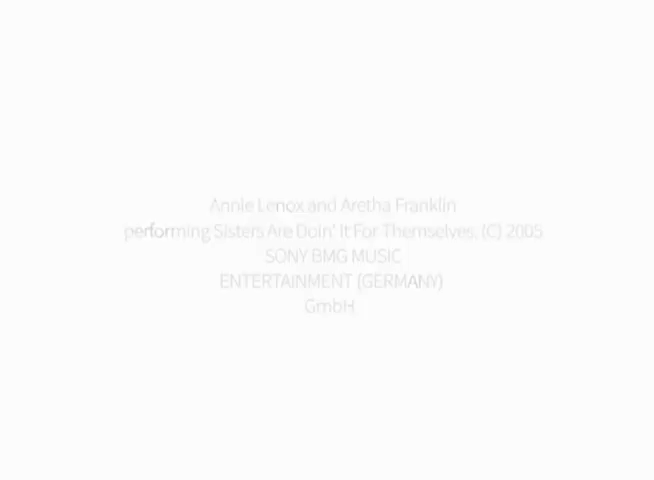 Annie Lenox and Aretha Franklin
performing Sisters Are Doin' It For Themselves. (C) 2005
SONY BMG MUSIC
ENTERTAINMENT (GERMANY)
GmbH